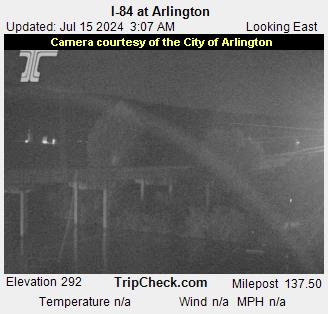 I-84 at Arlington
Updated: Jul 15 2024 3:07 AM Looking East
Camera courtesy of the City of Arlington
Elevation 292 TripCheck.com Milepost 137.50
Temperature n/a Wind n/a MPH n/a